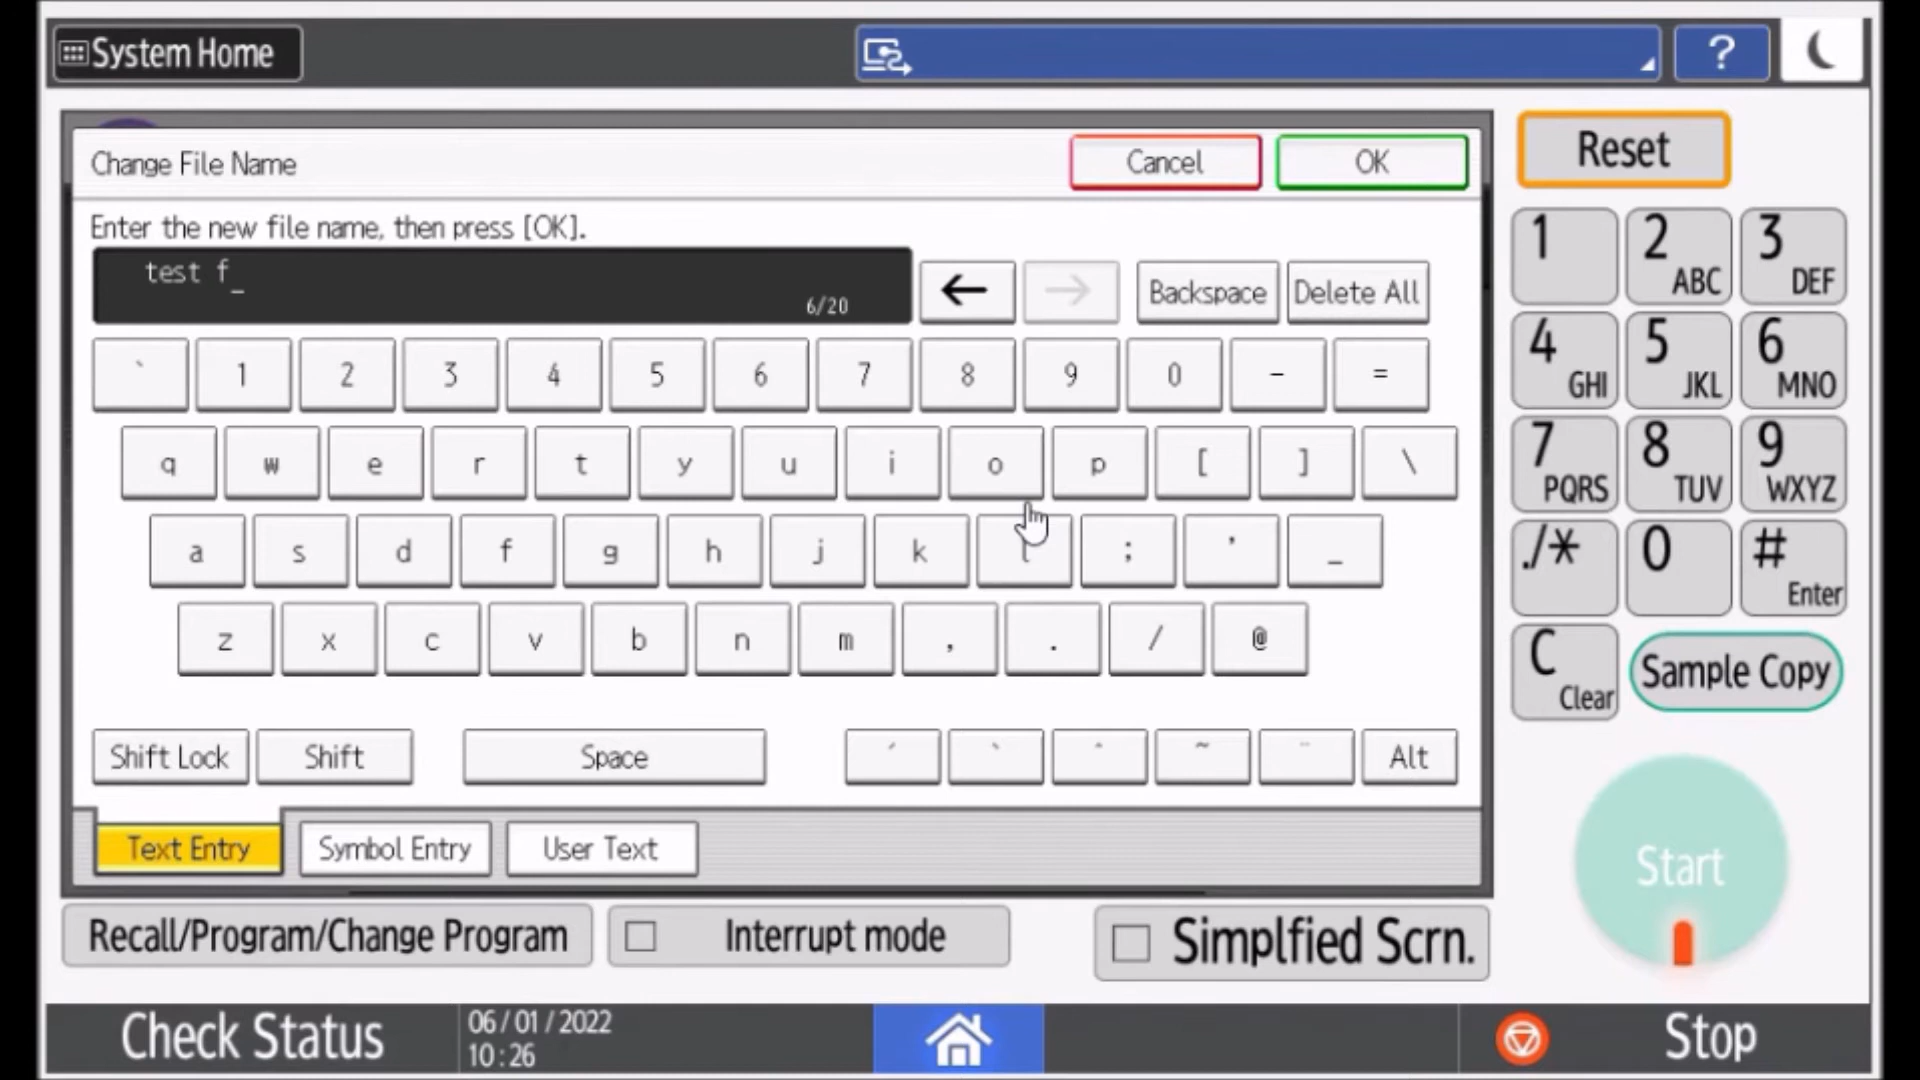 System Home
?
Change File Name
Cancel
OK
Reset
Enter the new file name, then press [OK].
test f_
6/20
← → Backspace Delete All
` 1 2 3 4 5 6 7 8 9 0 - =
q w e r t y u i o p [ ] \
a s d f g h j k l ; ' _
z x c v b n m , . / @
Shift Lock Shift Space ´ ` ^ ~ ¨ Alt
Text Entry Symbol Entry User Text
1 2 ABC 3 DEF
4 GHI 5 JKL 6 MNO
7 PQRS 8 TUV 9 WXYZ
./* 0 # Enter
C Clear Sample Copy
Start
Recall/Program/Change Program Interrupt mode Simplfied Scrn.
Check Status
06/01/2022
10:26
Stop